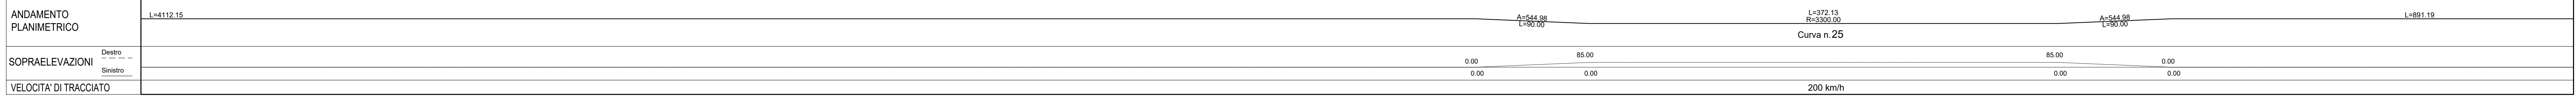 ANDAMENTO
PLANIMETRICO
L=4112.15
A=544.98
L=90.00
L=372.13
R=3300.00
Curva n.25
A=544.98
L=90.00
L=891.19
SOPRAELEVAZIONI
Destro
Sinistro
0.00
85.00
85.00
0.00
0.00
0.00
0.00
0.00
VELOCITA' DI TRACCIATO
200 km/h